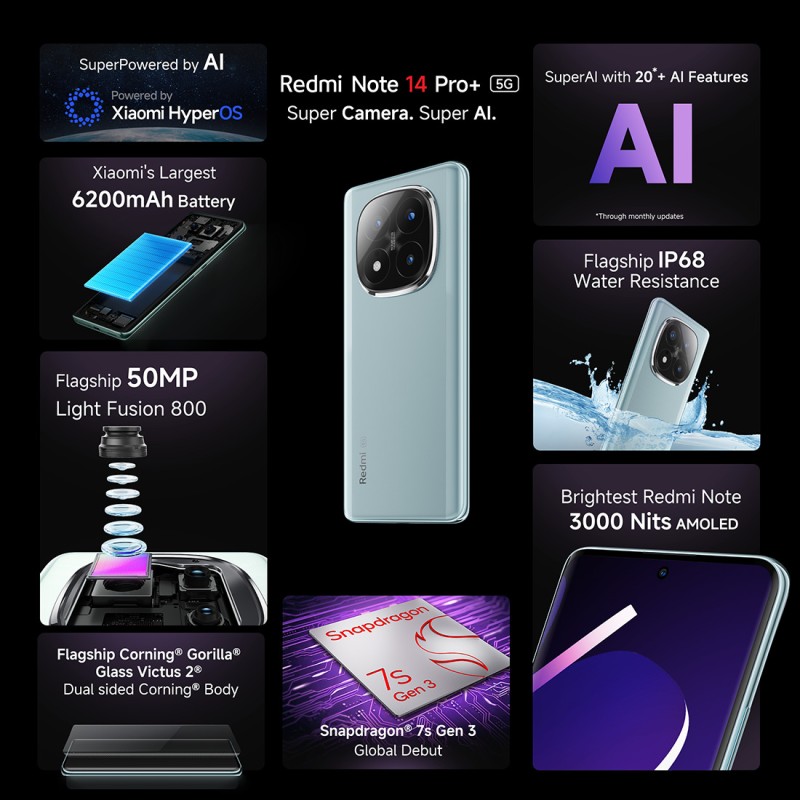 SuperPowered by AI
Powered by
Xiaomi HyperOS
Redmi Note 14 Pro+ 5G
Super Camera. Super AI.
SuperAI with 20*+ AI Features
AI
*Through monthly updates
Xiaomi's Largest
6200mAh Battery
Flagship IP68
Water Resistance
Flagship 50MP
Light Fusion 800
Redmi
Brightest Redmi Note
3000 Nits AMOLED
Flagship Corning® Gorilla®
Glass Victus 2®
Dual sided Corning® Body
Snapdragon
7s
Gen 3
Snapdragon® 7s Gen 3
Global Debut